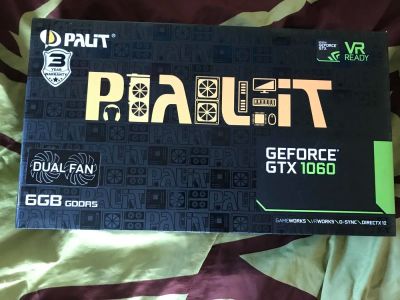 PALIT
3
YEAR
WARRANTY
GEFORCE
GTX
VR
READY
PALIT
DUAL FAN
6GB GDDR5
GEFORCE®
GTX 1060
GAMEWORKS / VRWORKS / G-SYNC / DIRECTX 12